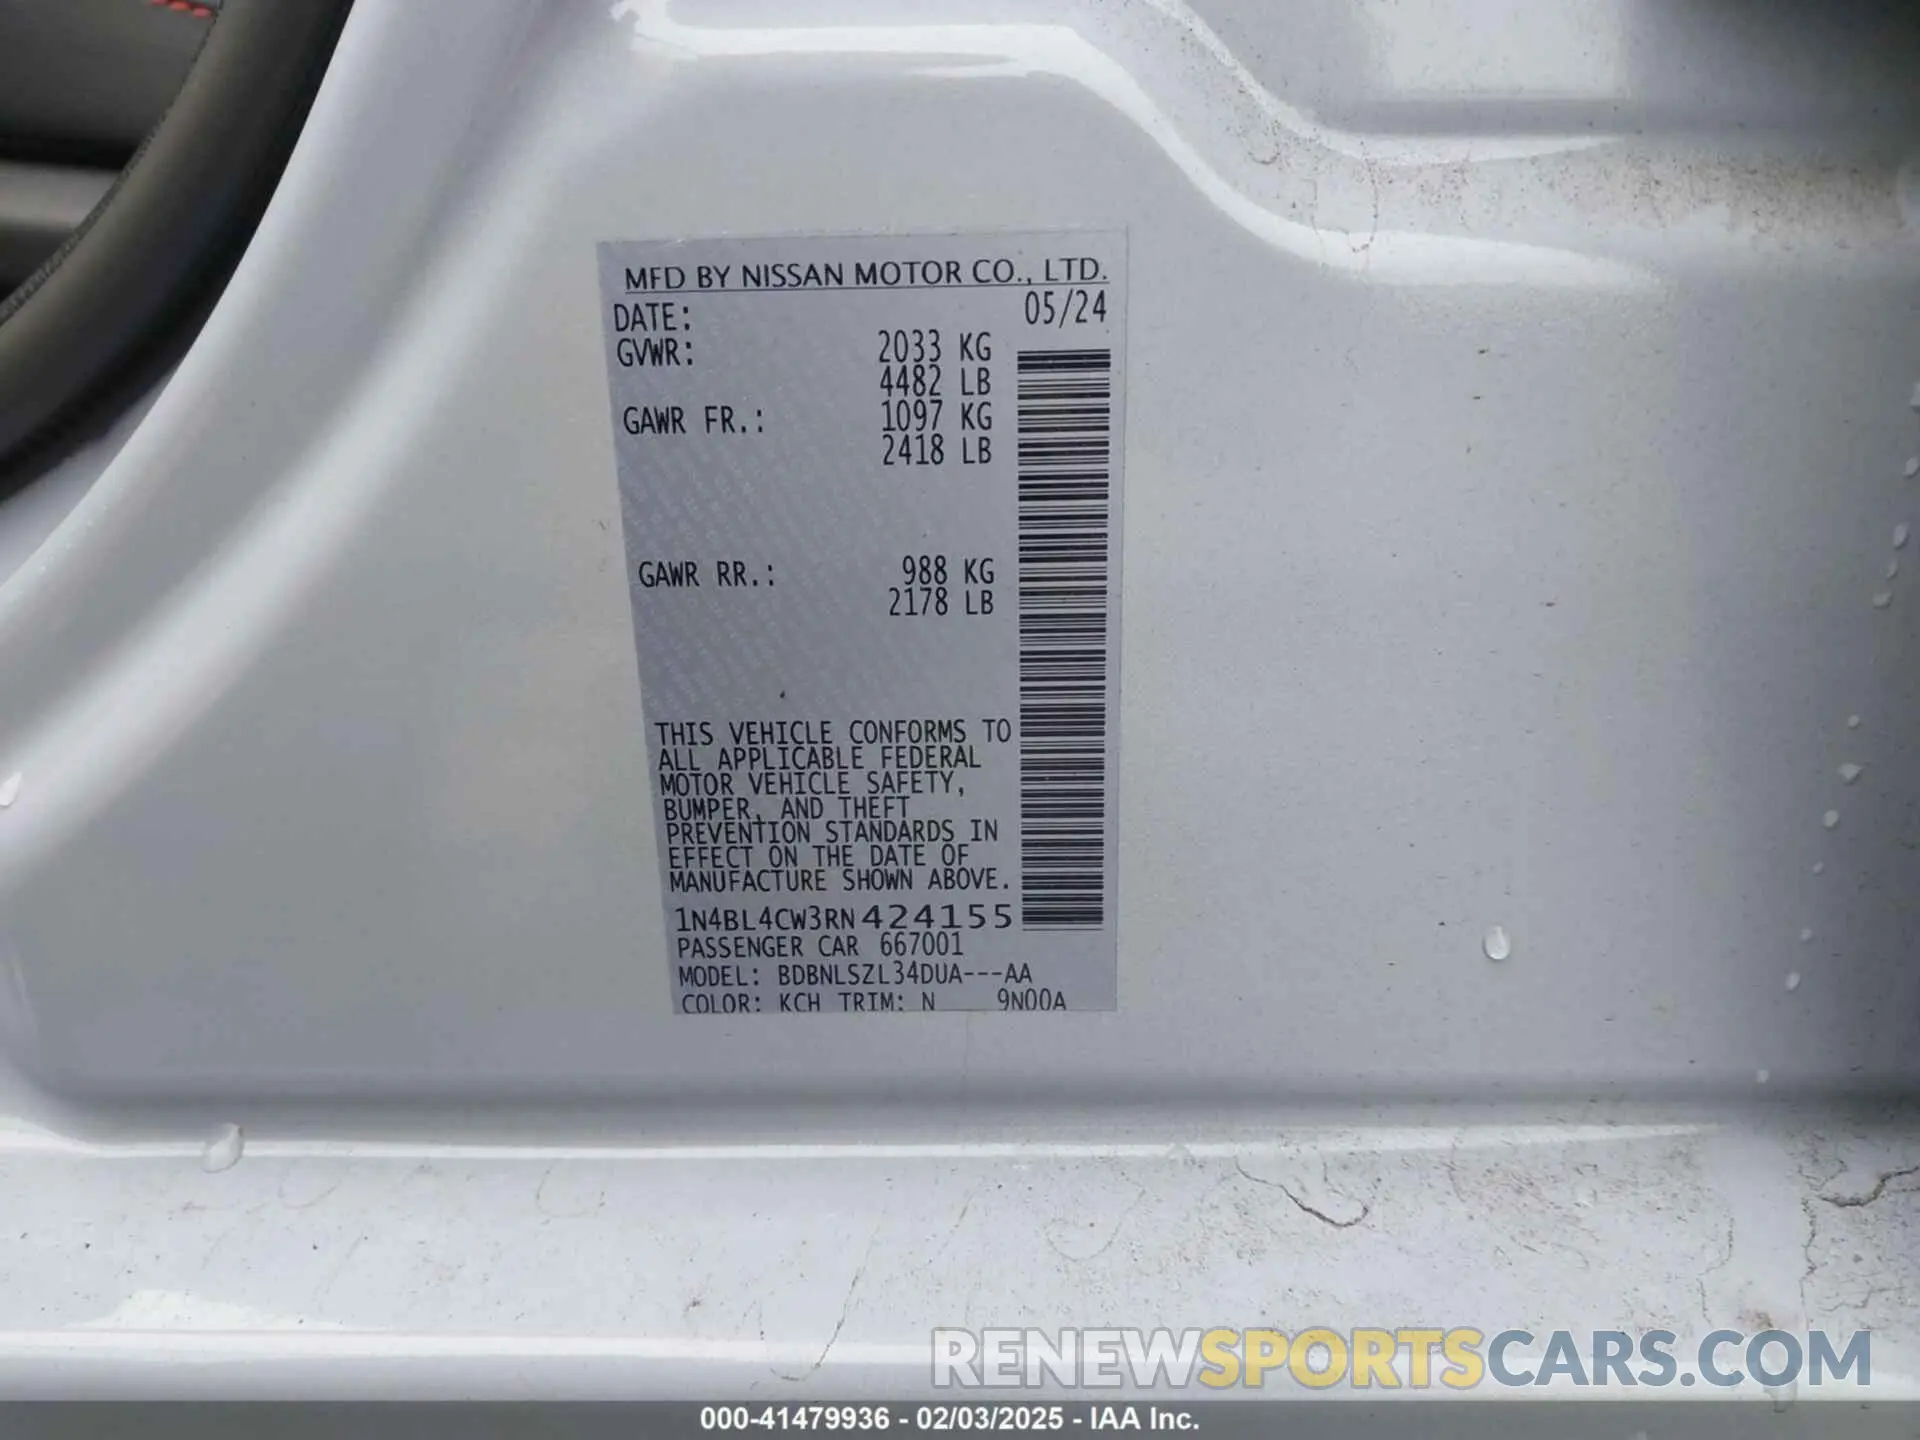 MFD BY NISSAN MOTOR CO., LTD.
DATE: 05/24
GVWR: 2033 KG
4482 LB
GAWR FR.: 1097 KG
2418 LB
GAWR RR.: 988 KG
2178 LB
THIS VEHICLE CONFORMS TO
ALL APPLICABLE FEDERAL
MOTOR VEHICLE SAFETY,
BUMPER, AND THEFT
PREVENTION STANDARDS IN
EFFECT ON THE DATE OF
MANUFACTURE SHOWN ABOVE.
1N4BL4CW3RN424155
PASSENGER CAR 667001
MODEL: BDBNLSZL34DUA---AA
COLOR: KCH TRIM: N 9N00A
RENEWSPORTSCARS.COM
000-41479936 - 02/03/2025 - IAA Inc.